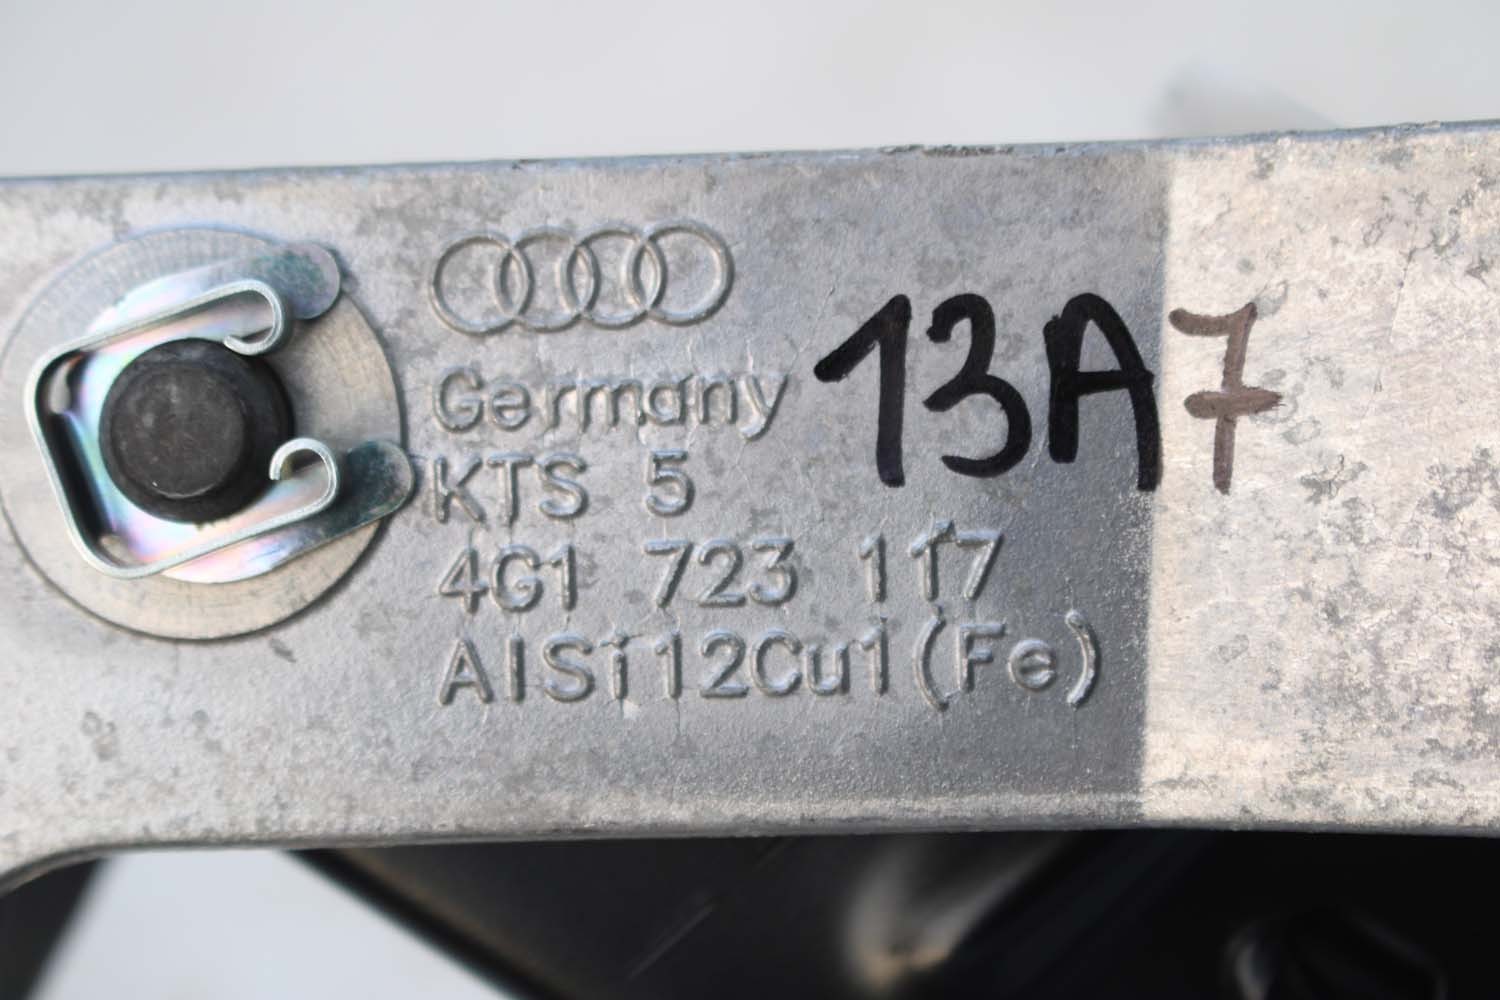 13A7
Germany
KTS 5
4G1 723 117
AlSi12Cu1(Fe)